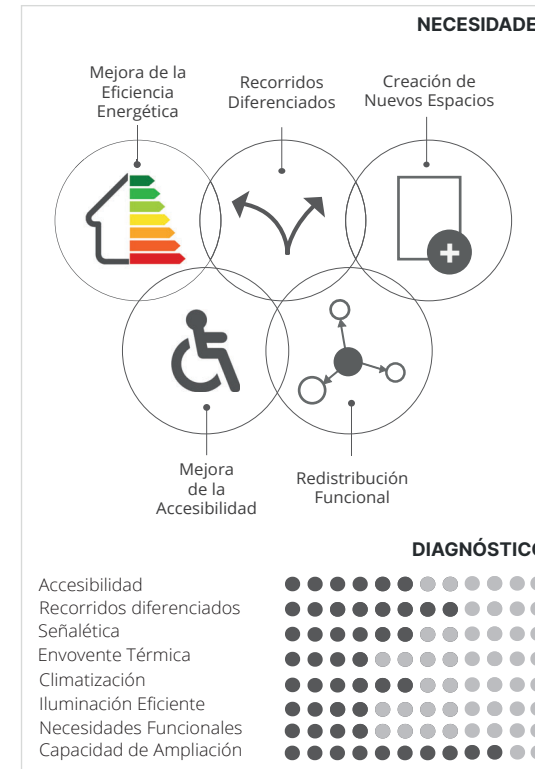 NECESIDADE
Mejora de la
Eficiencia
Energética
Recorridos
Diferenciados
Creación de
Nuevos Espacios
Mejora
de la
Accesibilidad
Redistribución
Funcional
DIAGNÓSTICO
Accesibilidad
Recorridos diferenciados
Señalética
Envovente Térmica
Climatización
Iluminación Eficiente
Necesidades Funcionales
Capacidad de Ampliación